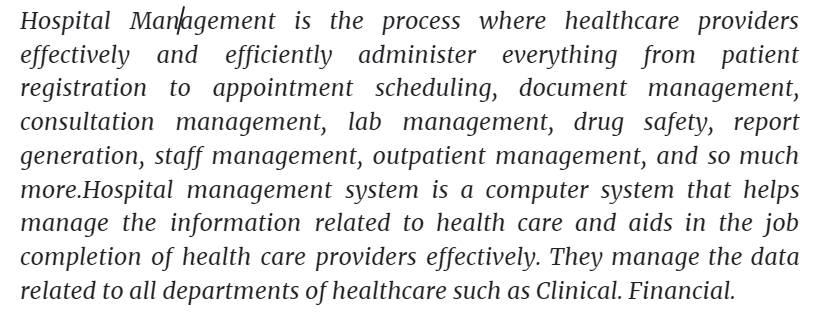 Hospital Management is the process where healthcare providers
effectively and efficiently administer everything from patient
registration to appointment scheduling, document management,
consultation management, lab management, drug safety, report
generation, staff management, outpatient management, and so much
more.Hospital management system is a computer system that helps
manage the information related to health care and aids in the job
completion of health care providers effectively. They manage the data
related to all departments of healthcare such as Clinical. Financial.